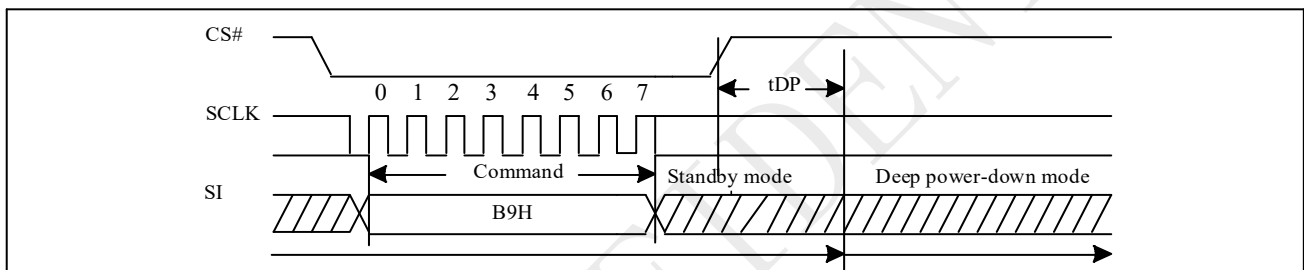 CS#
tDP
0 1 2 3 4 5 6 7
SCLK
Command
Standby mode
Deep power-down mode
SI
B9H